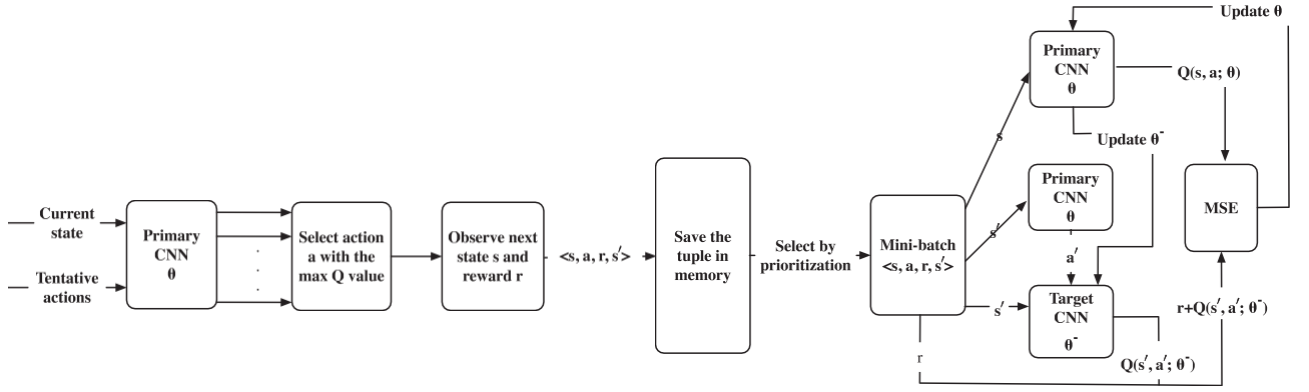 Current
state
Tentative
actions
Primary
CNN
θ
Select action
a with the
max Q value
Observe next
state s and
reward r
<s, a, r, s′>
Save the
tuple in
memory
Select by
prioritization
Mini-batch
<s, a, r, s′>
s
s′
s′
r
Primary
CNN
θ
Update θ
Q(s, a; θ)
Update θ⁻
Primary
CNN
θ
a′
Target
CNN
θ⁻
Q(s′, a′; θ⁻)
MSE
r+Q(s′, a′; θ⁻)